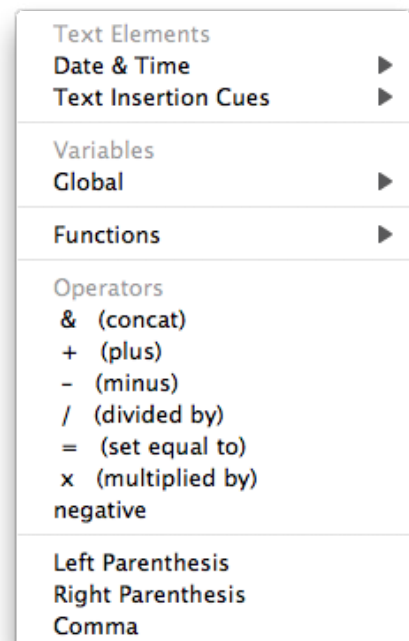 Text Elements
Date & Time
Text Insertion Cues
Variables
Global
Functions
Operators
& (concat)
+ (plus)
- (minus)
/ (divided by)
= (set equal to)
x (multiplied by)
negative
Left Parenthesis
Right Parenthesis
Comma